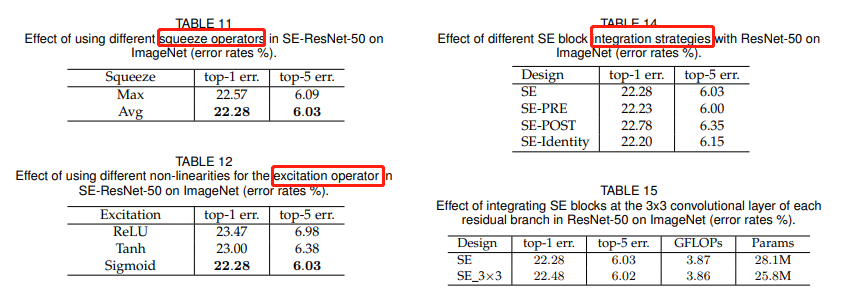 TABLE 11
Effect of using different squeeze operators in SE-ResNet-50 on
ImageNet (error rates %).
Squeeze top-1 err. top-5 err.
Max 22.57 6.09
Avg 22.28 6.03
TABLE 12
Effect of using different non-linearities for the excitation operator in
SE-ResNet-50 on ImageNet (error rates %).
Excitation top-1 err. top-5 err.
ReLU 23.47 6.98
Tanh 23.00 6.38
Sigmoid 22.28 6.03
TABLE 14
Effect of different SE block integration strategies with ResNet-50 on
ImageNet (error rates %).
Design top-1 err. top-5 err.
SE 22.28 6.03
SE-PRE 22.23 6.00
SE-POST 22.78 6.35
SE-Identity 22.20 6.15
TABLE 15
Effect of integrating SE blocks at the 3x3 convolutional layer of each
residual branch in ResNet-50 on ImageNet (error rates %).
Design top-1 err. top-5 err. GFLOPs Params
SE 22.28 6.03 3.87 28.1M
SE_3×3 22.48 6.02 3.86 25.8M